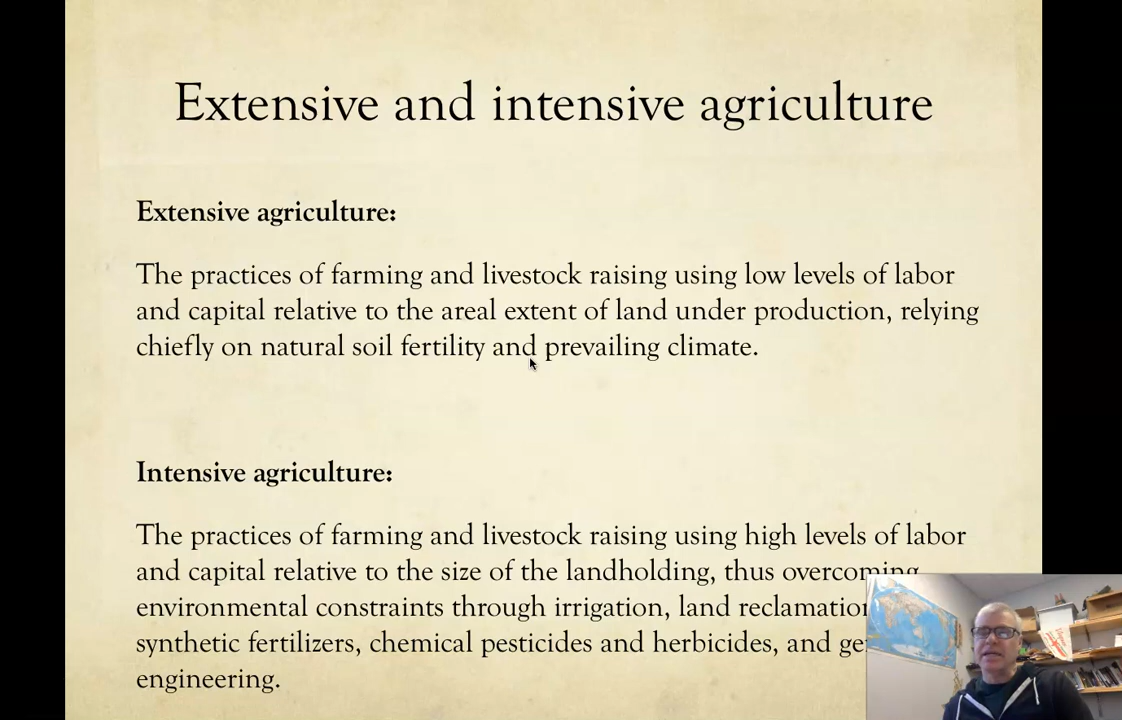 Extensive and intensive agriculture
Extensive agriculture:
The practices of farming and livestock raising using low levels of labor
and capital relative to the areal extent of land under production, relying
chiefly on natural soil fertility and prevailing climate.
Intensive agriculture:
The practices of farming and livestock raising using high levels of labor
and capital relative to the size of the landholding, thus overcoming
environmental constraints through irrigation, land reclamation
synthetic fertilizers, chemical pesticides and herbicides, and
engineering.